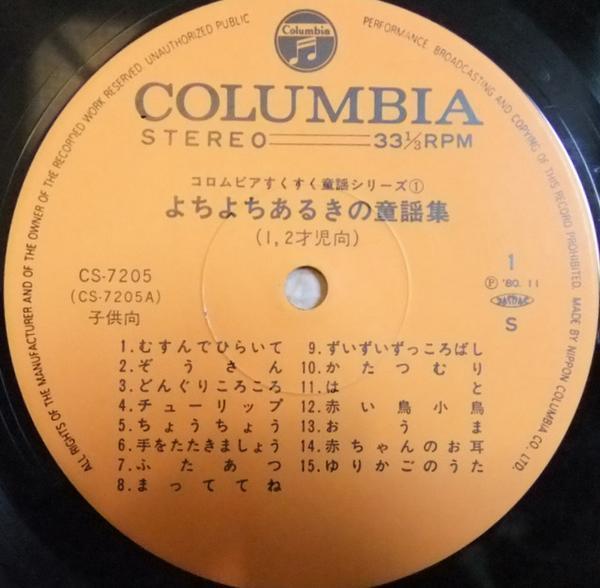 Columbia
ALL RIGHTS OF THE MANUFACTURER AND OF THE OWNER OF THE RECORDED WORK RESERVED. UNAUTHORIZED PUBLIC PERFORMANCE. BROADCASTING AND COPYING OF THIS RECORD PROHIBITED. MADE BY NIPPON COLUMBIA CO. LTD.
COLUMBIA
STEREO 33 1/3 RPM
コロムビアすくすく童謡シリーズ①
よちよちあるきの童謡集
(1,2才児向)
CS-7205
(CS-7205A)
子供向
1
Ⓟ '80. 11
JASRAC
S
1.むすんでひらいて
2.ぞうさん
3.どんぐりころころ
4.チューリップ
5.ちょうちょう
6.手をたたきましょう
7.ふたあつ
8.まっててね
9.ずいずいずっころばし
10.かたつむり
11.はと
12.赤い鳥小鳥
13.おうま
14.赤ちゃんのお耳
15.ゆりかごのうた